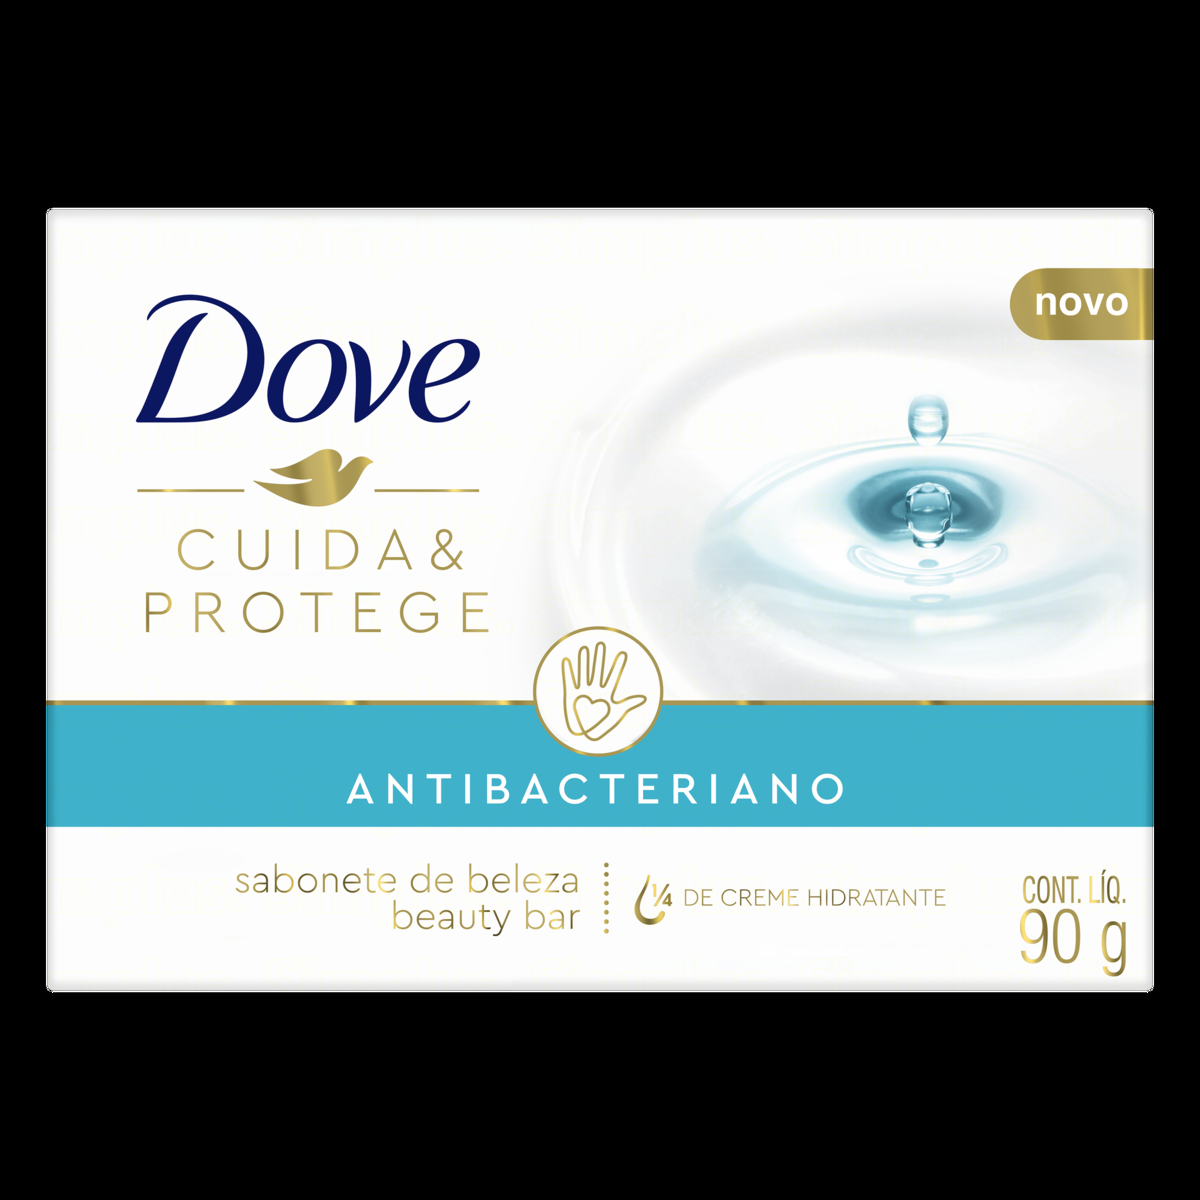 novo
Dove
CUIDA&
PROTEGE
ANTIBACTERIANO
sabonete de beleza
beauty bar
1/4 DE CREME HIDRATANTE
CONT. LÍQ.
90 g